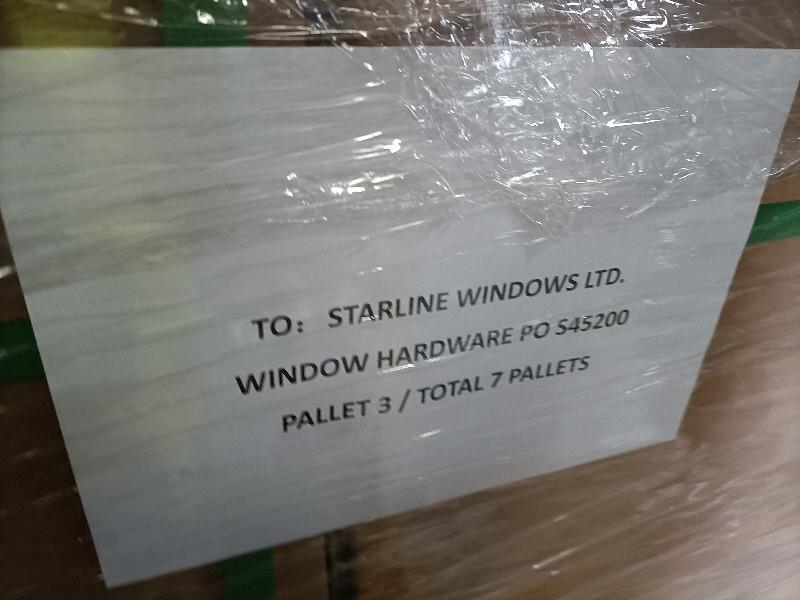 TO: STARLINE WINDOWS LTD.
WINDOW HARDWARE PO S45200
PALLET 3 / TOTAL 7 PALLETS